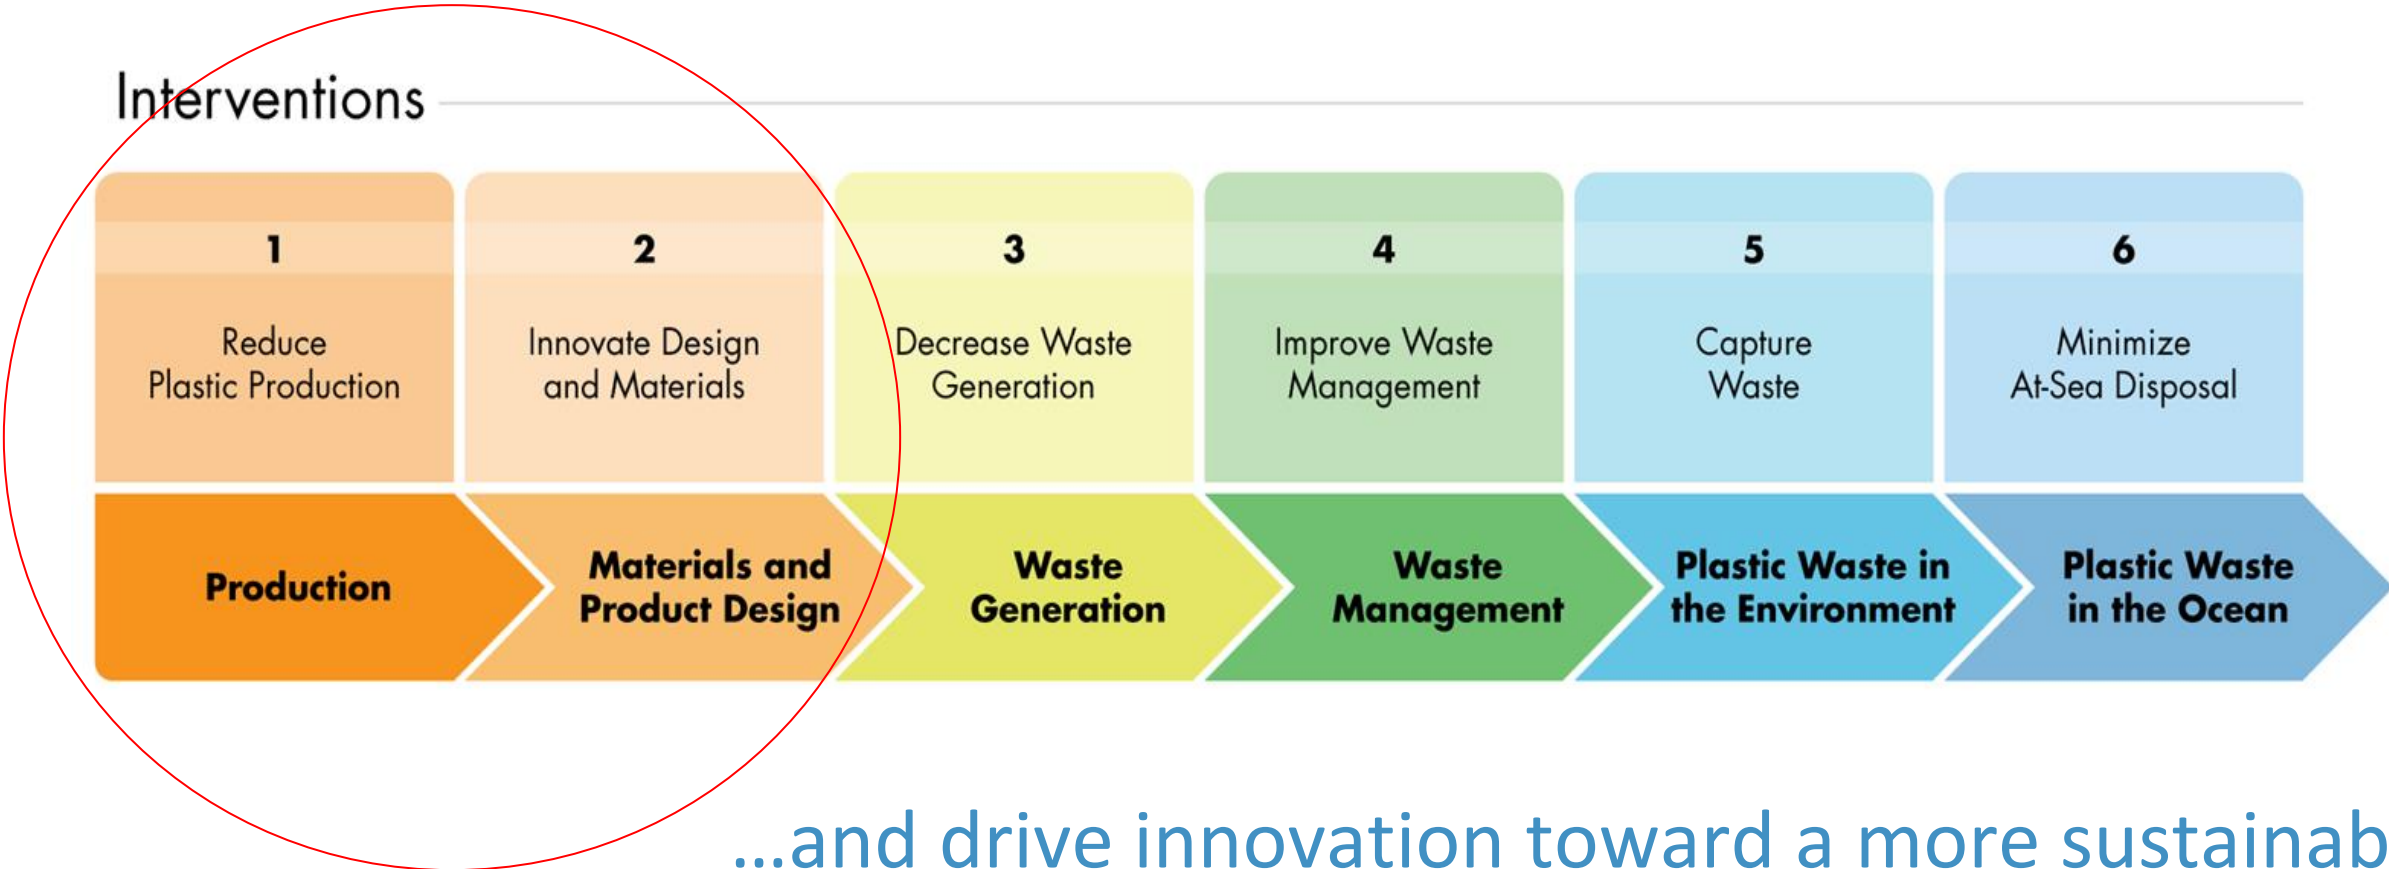 Interventions
1
Reduce
Plastic Production
2
Innovate Design
and Materials
3
Decrease Waste
Generation
4
Improve Waste
Management
5
Capture
Waste
6
Minimize
At-Sea Disposal
Production
Materials and
Product Design
Waste
Generation
Waste
Management
Plastic Waste in
the Environment
Plastic Waste
in the Ocean
...and drive innovation toward a more sustainab